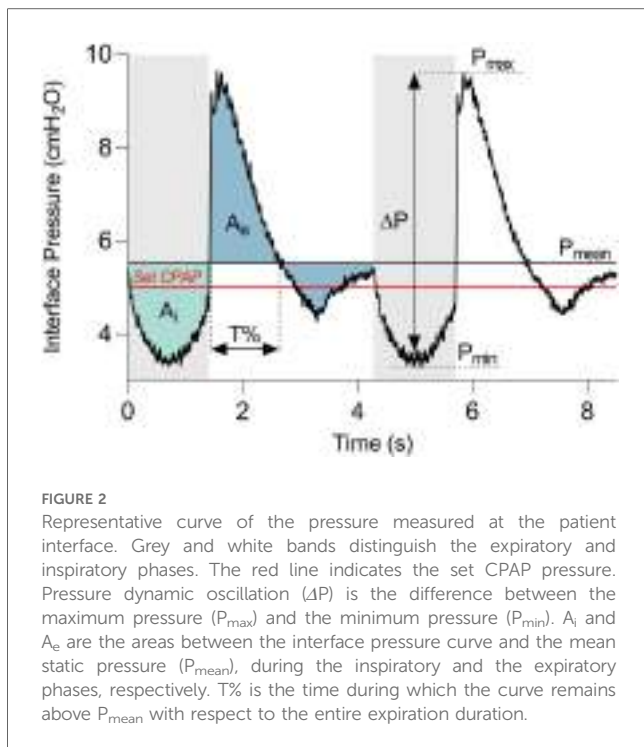 10
8
6
4
Interface Pressure (cmH₂O)
Pmax
Ae
ΔP
Pmean
Set CPAP
Ai
T%
Pmin
0 2 4 6 8
Time (s)
FIGURE 2
Representative curve of the pressure measured at the patient
interface. Grey and white bands distinguish the expiratory and
inspiratory phases. The red line indicates the set CPAP pressure.
Pressure dynamic oscillation (ΔP) is the difference between the
maximum pressure (Pmax) and the minimum pressure (Pmin). Ai and
Ae are the areas between the interface pressure curve and the mean
static pressure (Pmean), during the inspiratory and the expiratory
phases, respectively. T% is the time during which the curve remains
above Pmean with respect to the entire expiration duration.